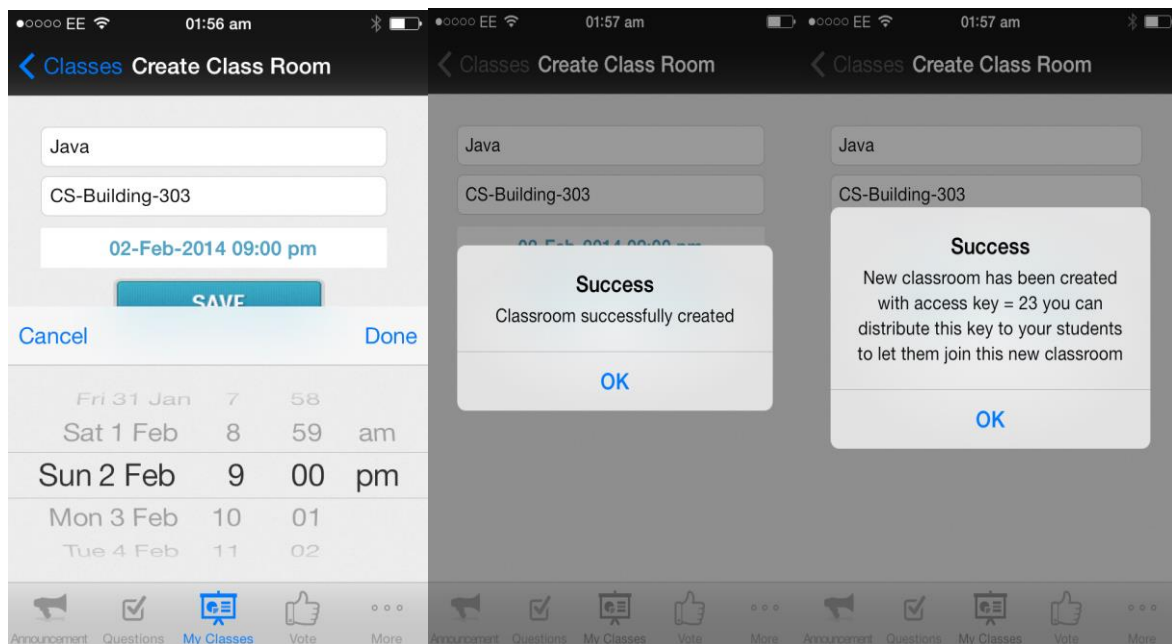 EE 01:56 am
Classes Create Class Room
Java
CS-Building-303
02-Feb-2014 09:00 pm
SAVE
Cancel Done
Fri 31 Jan 7 58
Sat 1 Feb 8 59 am
Sun 2 Feb 9 00 pm
Mon 3 Feb 10 01
Tue 4 Feb 11 02
Announcement Questions My Classes Vote More
EE 01:57 am
Classes Create Class Room
Java
CS-Building-303
02-Feb-2014 09:00 pm
Success
Classroom successfully created
OK
Announcement Questions My Classes Vote More
EE 01:57 am
Classes Create Class Room
Java
CS-Building-303
Success
New classroom has been created
with access key = 23 you can
distribute this key to your students
to let them join this new classroom
OK
Announcement Questions My Classes Vote More